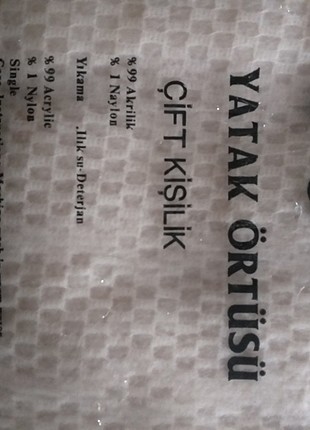 YATAK ÖRTÜSÜ
ÇİFT KİŞİLİK
%99 Akrilik
% 1 Naylon
Yıkama .Ilık su-Deterjan
%99 Acrylic
% 1 Nylon
Single